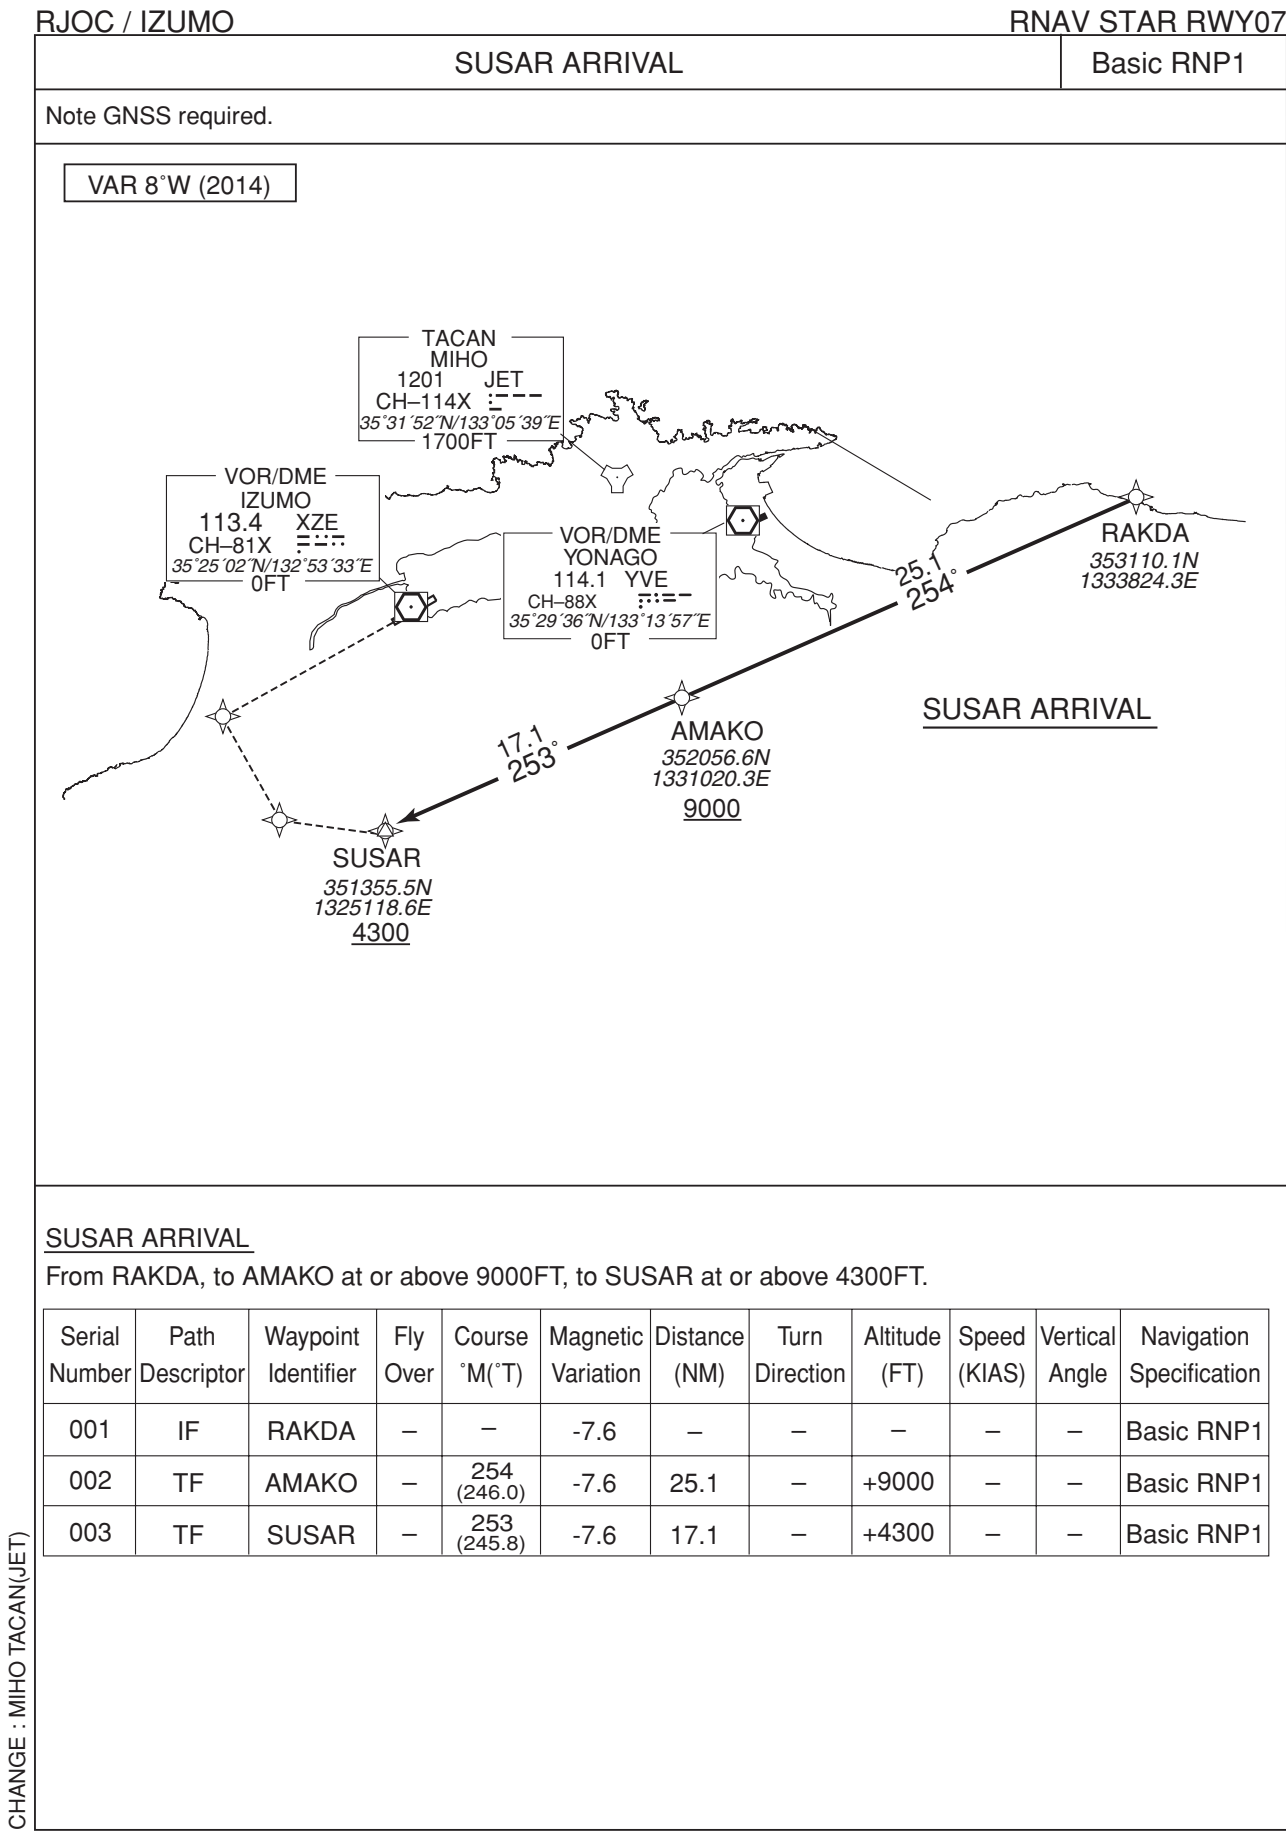 RJOC / IZUMO
RNAV STAR RWY07
SUSAR ARRIVAL
Basic RNP1
Note GNSS required.
VAR 8˚W (2014)
TACAN
MIHO
1201 JET
CH–114X
35˚31´52˝N/133˚05´39˝E
1700FT
VOR/DME
IZUMO
113.4 XZE
CH–81X
35˚25´02˝N/132˚53´33˝E
0FT
VOR/DME
YONAGO
114.1 YVE
CH–88X
35˚29´36˝N/133˚13´57˝E
0FT
RAKDA
353110.1N
1333824.3E
25.1
254˚
SUSAR ARRIVAL
AMAKO
352056.6N
1331020.3E
9000
17.1
253˚
SUSAR
351355.5N
1325118.6E
4300
SUSAR ARRIVAL
From RAKDA, to AMAKO at or above 9000FT, to SUSAR at or above 4300FT.
Serial Path Waypoint Fly Course Magnetic Distance Turn Altitude Speed Vertical Navigation
Number Descriptor Identifier Over ˚M(˚T) Variation (NM) Direction (FT) (KIAS) Angle Specification
001 IF RAKDA – – -7.6 – – – – – Basic RNP1
002 TF AMAKO – 254 (246.0) -7.6 25.1 – +9000 – – Basic RNP1
003 TF SUSAR – 253 (245.8) -7.6 17.1 – +4300 – – Basic RNP1
CHANGE : MIHO TACAN(JET)